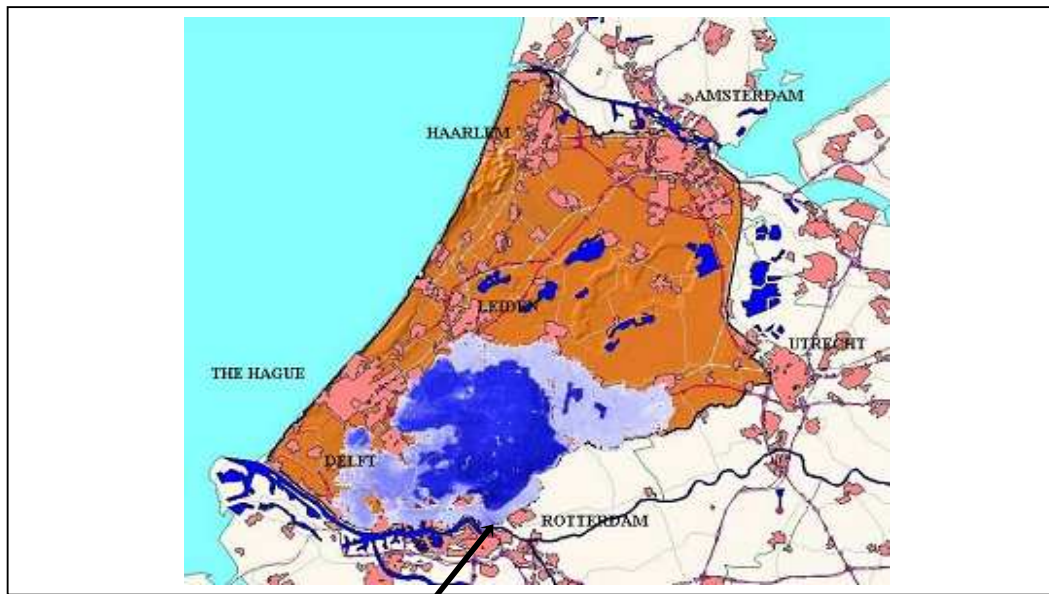 AMSTERDAM
HAARLEM
LEIDEN
UTRECHT
THE HAGUE
DELFT
ROTTERDAM